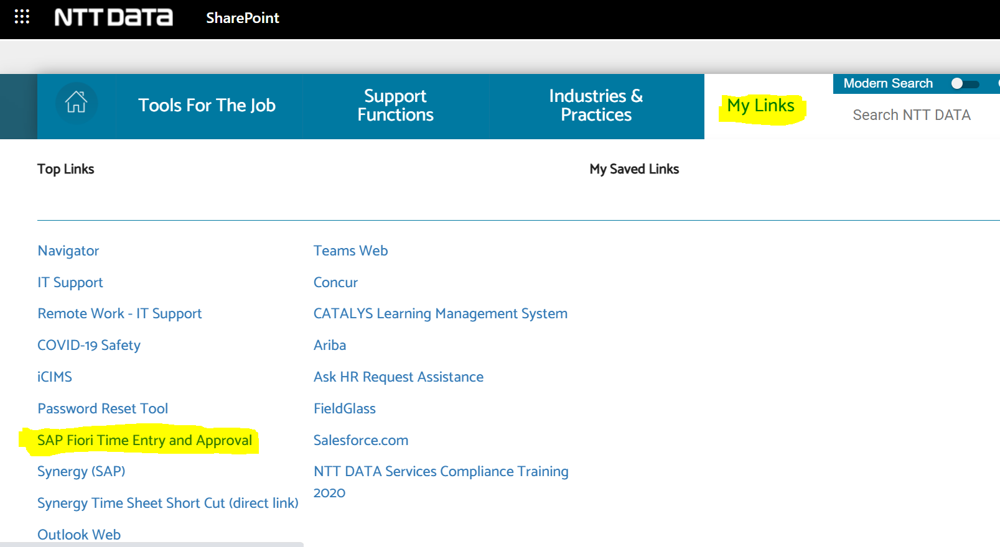 NTT DATA
SharePoint
Tools For The Job
Support
Functions
Industries &
Practices
My Links
Modern Search
Search NTT DATA
Top Links
My Saved Links
Navigator
IT Support
Remote Work - IT Support
COVID-19 Safety
iCIMS
Password Reset Tool
SAP Fiori Time Entry and Approval
Synergy (SAP)
Synergy Time Sheet Short Cut (direct link)
Outlook Web
Teams Web
Concur
CATALYS Learning Management System
Ariba
Ask HR Request Assistance
FieldGlass
Salesforce.com
NTT DATA Services Compliance Training
2020